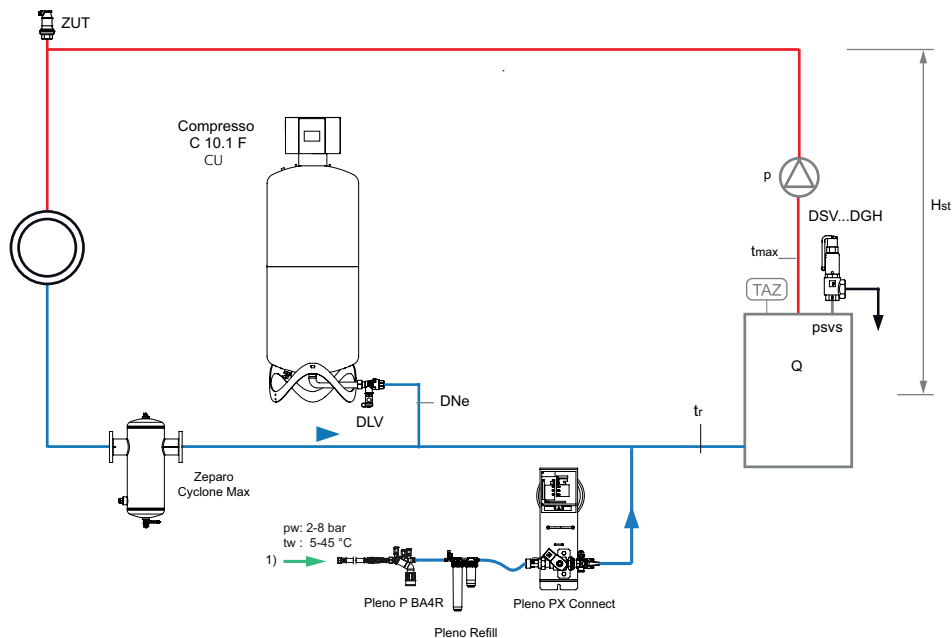 ZUT
Compresso
C 10.1 F
CU
p
Hst
DSV...DGH
tmax
TAZ
psvs
Q
DNe
DLV
tr
Zeparo
Cyclone Max
pw: 2-8 bar
tw : 5-45 °C
1)
Pleno P BA4R
Pleno PX Connect
Pleno Refill